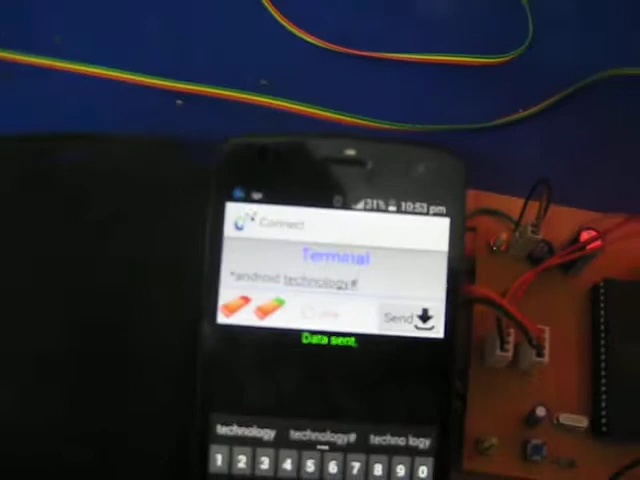 31% 10:53 pm
Connect
Terminal
*android technology#
Send
Data sent.
technology technology# techno logy
1 2 3 4 5 6 7 8 9 0